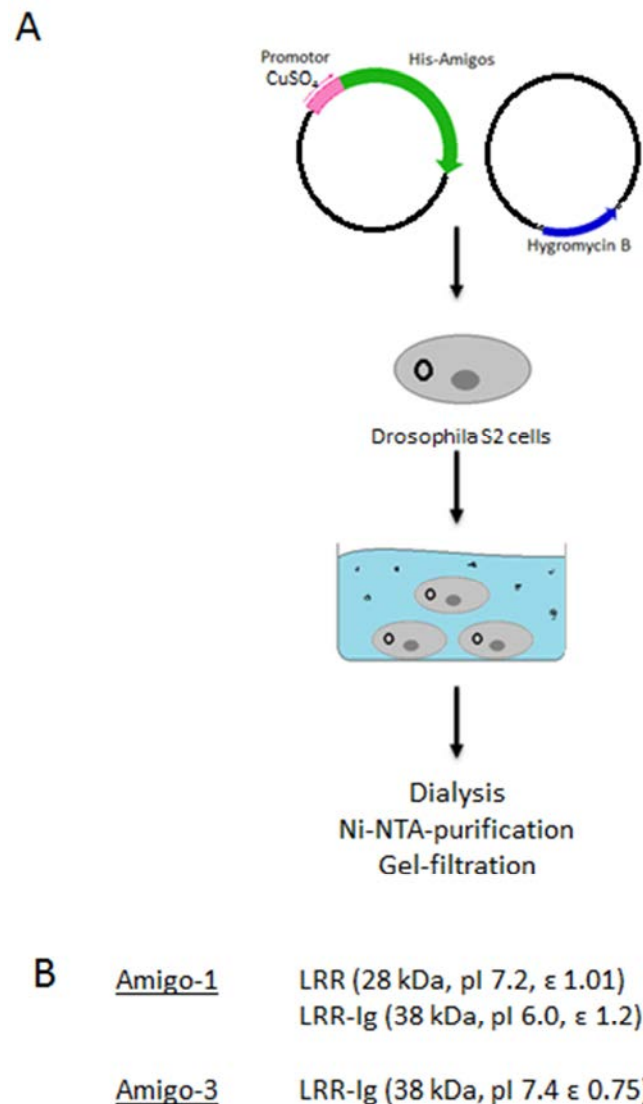 A
Promotor
CuSO₄
His-Amigos
Hygromycin B
Drosophila S2 cells
Dialysis
Ni-NTA-purification
Gel-filtration
B
Amigo-1 LRR (28 kDa, pI 7.2, ε 1.01)
LRR-Ig (38 kDa, pI 6.0, ε 1.2)
Amigo-3 LRR-Ig (38 kDa, pI 7.4 ε 0.75)